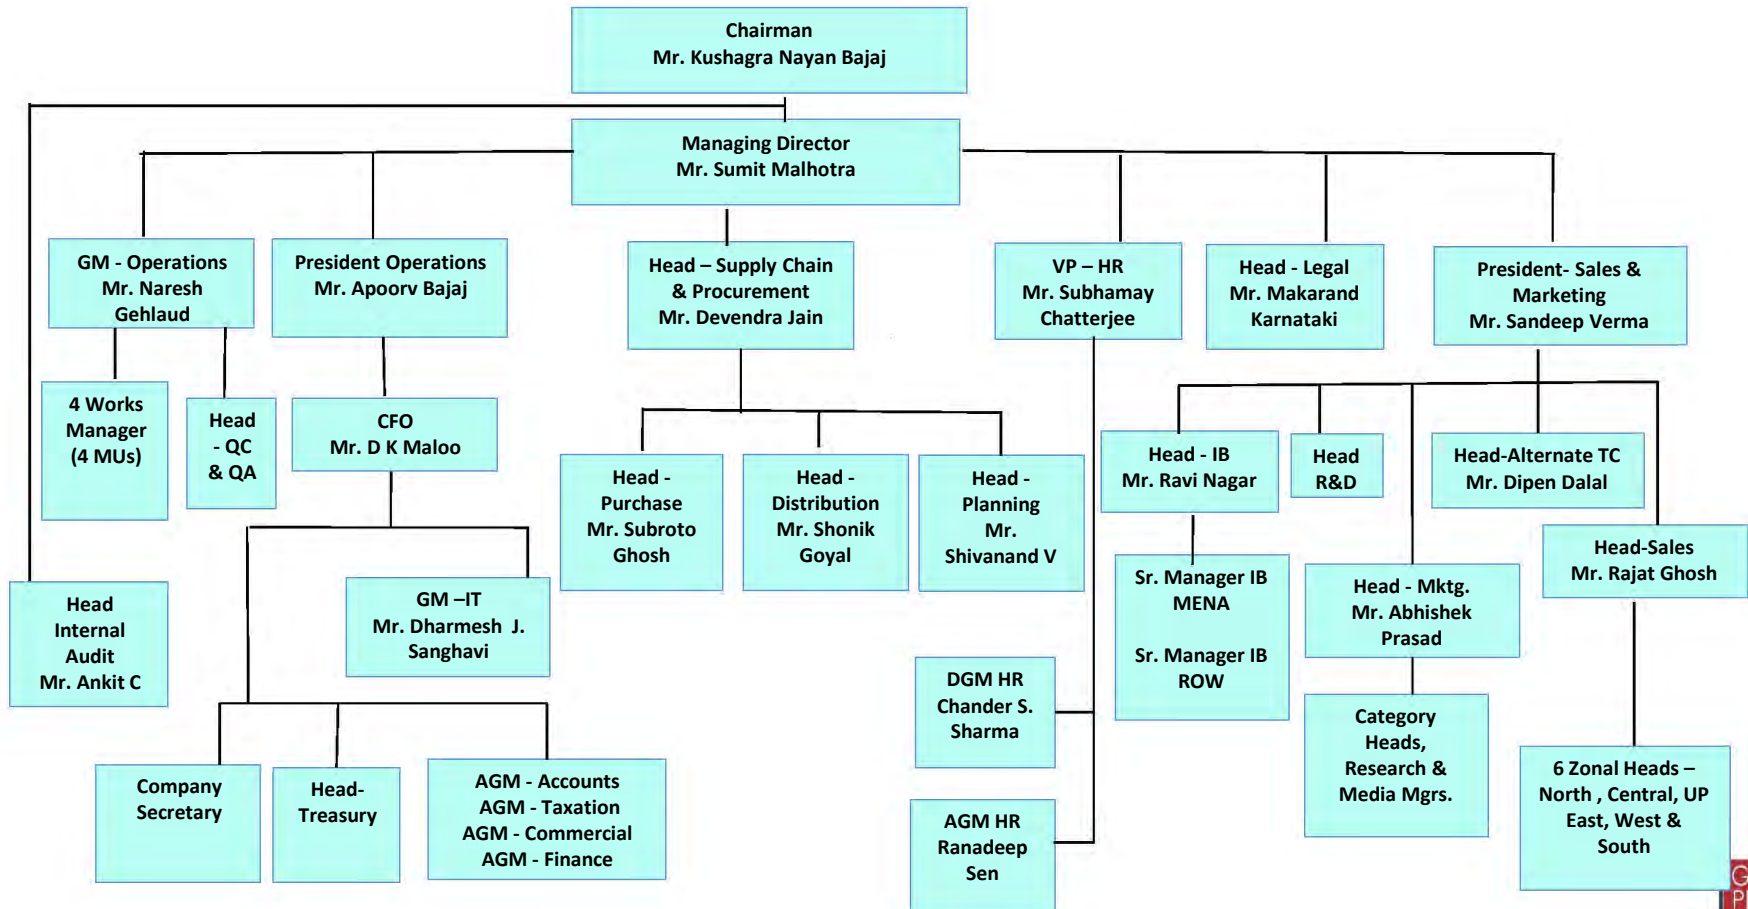 Chairman
Mr. Kushagra Nayan Bajaj
Managing Director
Mr. Sumit Malhotra
GM - Operations
Mr. Naresh
Gehlaud
President Operations
Mr. Apoorv Bajaj
Head – Supply Chain
& Procurement
Mr. Devendra Jain
VP – HR
Mr. Subhamay
Chatterjee
Head - Legal
Mr. Makarand
Karnataki
President- Sales &
Marketing
Mr. Sandeep Verma
4 Works
Manager
(4 MUs)
Head
- QC
& QA
CFO
Mr. D K Maloo
Head -
Purchase
Mr. Subroto
Ghosh
Head -
Distribution
Mr. Shonik
Goyal
Head -
Planning
Mr.
Shivanand V
Head - IB
Mr. Ravi Nagar
Head
R&D
Head-Alternate TC
Mr. Dipen Dalal
Head-Sales
Mr. Rajat Ghosh
Head
Internal
Audit
Mr. Ankit C
GM –IT
Mr. Dharmesh J.
Sanghavi
Sr. Manager IB
MENA
Sr. Manager IB
ROW
Head - Mktg.
Mr. Abhishek
Prasad
DGM HR
Chander S.
Sharma
Category
Heads,
Research &
Media Mgrs.
Company
Secretary
Head-
Treasury
AGM - Accounts
AGM - Taxation
AGM - Commercial
AGM - Finance
AGM HR
Ranadeep
Sen
6 Zonal Heads –
North , Central, UP
East, West &
South
G
P